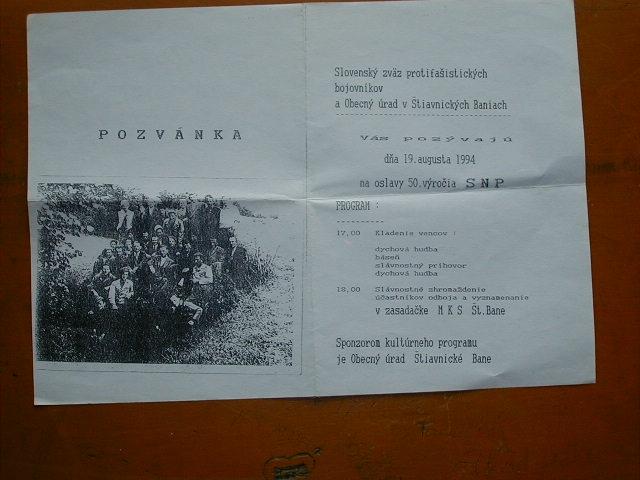 POZVÁNKA
Slovenský zväz protifašistických
bojovníkov
a Obecný úrad v Štiavnických Baniach
Vás pozývajú
dňa 19.augusta 1994
na oslavy 50.výročia SNP
PROGRAM :
17,00 Kladenie vencov :
dychová hudba
báseň
slávnostný príhovor
dychová hudba
18,00 Slávnostné zhromaždenie
účastníkov odboja a vyznamenanie
v zasadačke M K S Št.Bane
Sponzorom kultúrneho programu
je Obecný úrad Štiavnické Bane